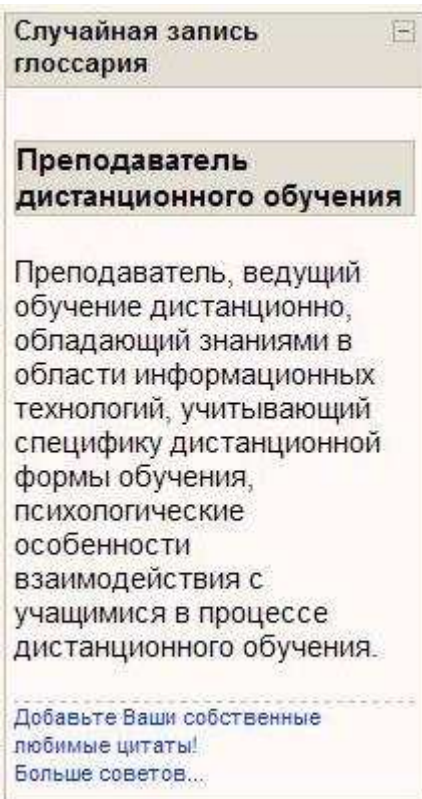 Случайная запись
глоссария
Преподаватель
дистанционного обучения
Преподаватель, ведущий
обучение дистанционно,
обладающий знаниями в
области информационных
технологий, учитывающий
специфику дистанционной
формы обучения,
психологические
особенности
взаимодействия с
учащимися в процессе
дистанционного обучения.
Добавьте Ваши собственные
любимые цитаты!
Больше советов...